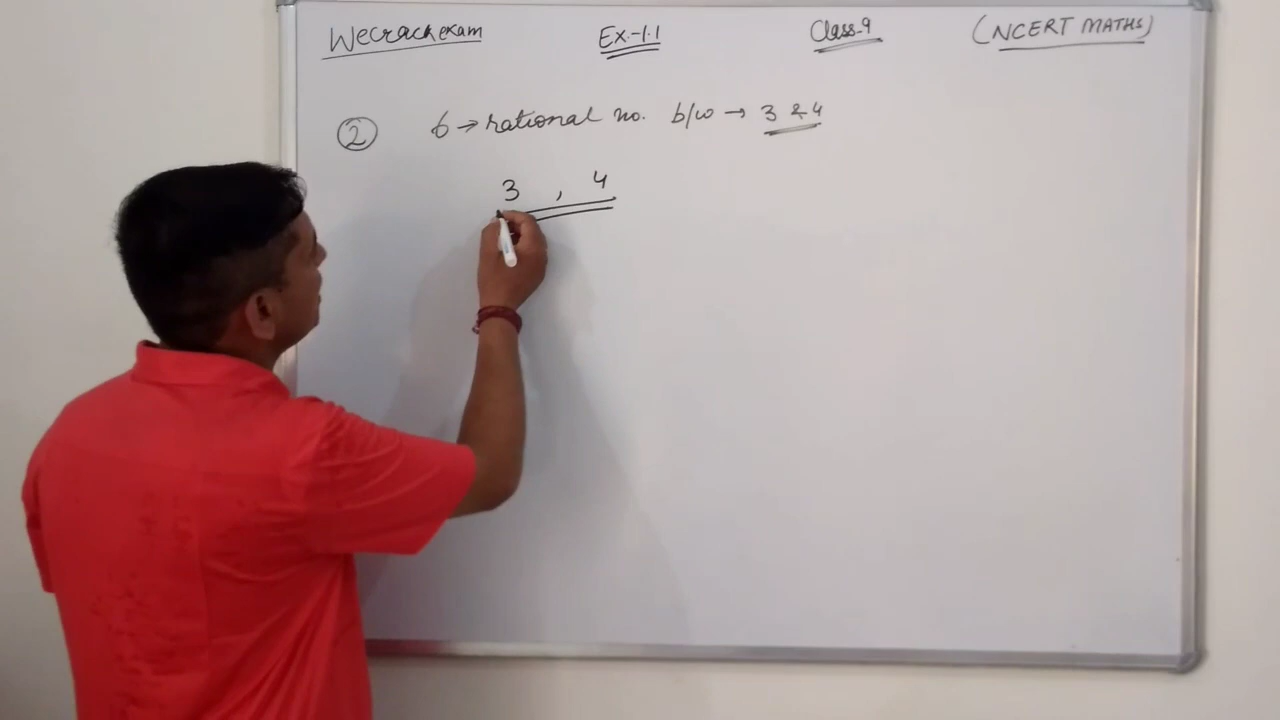 Wecrackexam Ex.-1.1 Class-9 (NCERT MATHS)
② 6 → rational no. b/w → 3 & 4
3 , 4